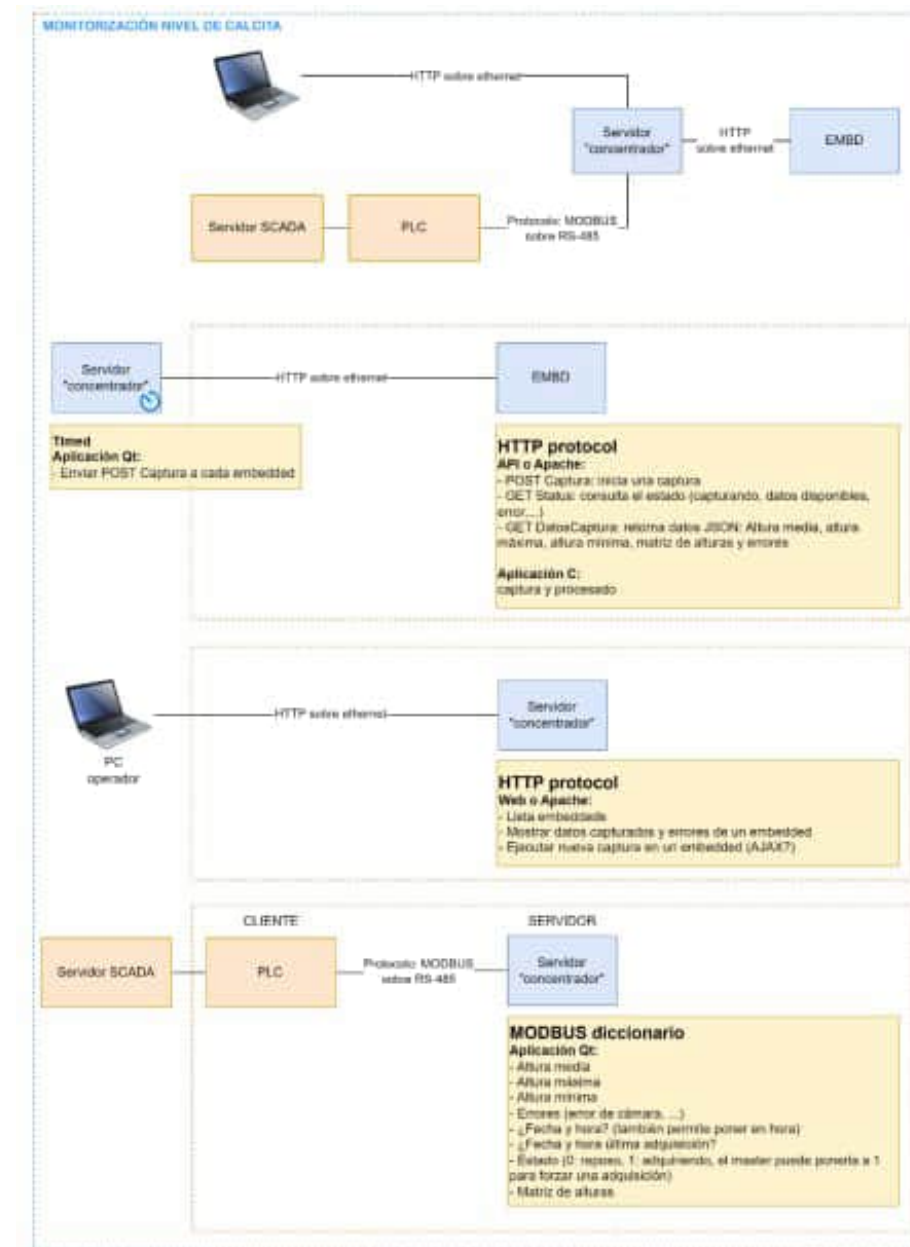 MONITORIZACIÓN NIVEL DE CALCITA
HTTP sobre ethernet
Servidor
"concentrador"
HTTP
sobre ethernet
EMBD
Servidor SCADA
PLC
Protocolo: MODBUS
sobre RS-485
Servidor
"concentrador"
HTTP sobre ethernet
EMBD
Timed
Aplicación Qt:
- Enviar POST Captura a cada embedded
HTTP protocol
API o Apache:
- POST Captura: inicia una captura
- GET Status: consulta el estado (capturando, datos disponibles,
error,...)
- GET DatosCaptura: retorna datos JSON: Altura media, altura
máxima, altura mínima, matriz de alturas y errores
Aplicación C:
captura y procesado
PC
operador
HTTP sobre ethernet
Servidor
"concentrador"
HTTP protocol
Web o Apache:
- Lista embeddeds
- Mostrar datos capturados y errores de un embedded
- Ejecutar nueva captura en un embedded (AJAX?)
CLIENTE
SERVIDOR
Servidor SCADA
PLC
Protocolo: MODBUS
sobre RS-485
Servidor
"concentrador"
MODBUS diccionario
Aplicación Qt:
- Altura media
- Altura máxima
- Altura mínima
- Errores (error de cámara, ...)
- ¿Fecha y hora? (también permite poner en hora)
- ¿Fecha y hora última adquisición?
- Estado (0: reposo, 1: adquiriendo, el master puede ponerla a 1
para forzar una adquisición)
- Matriz de alturas